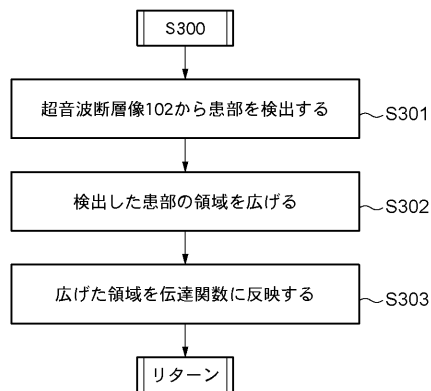 S300
超音波断層像102から患部を検出する
S301
検出した患部の領域を広げる
S302
広げた領域を伝達関数に反映する
S303
リターン